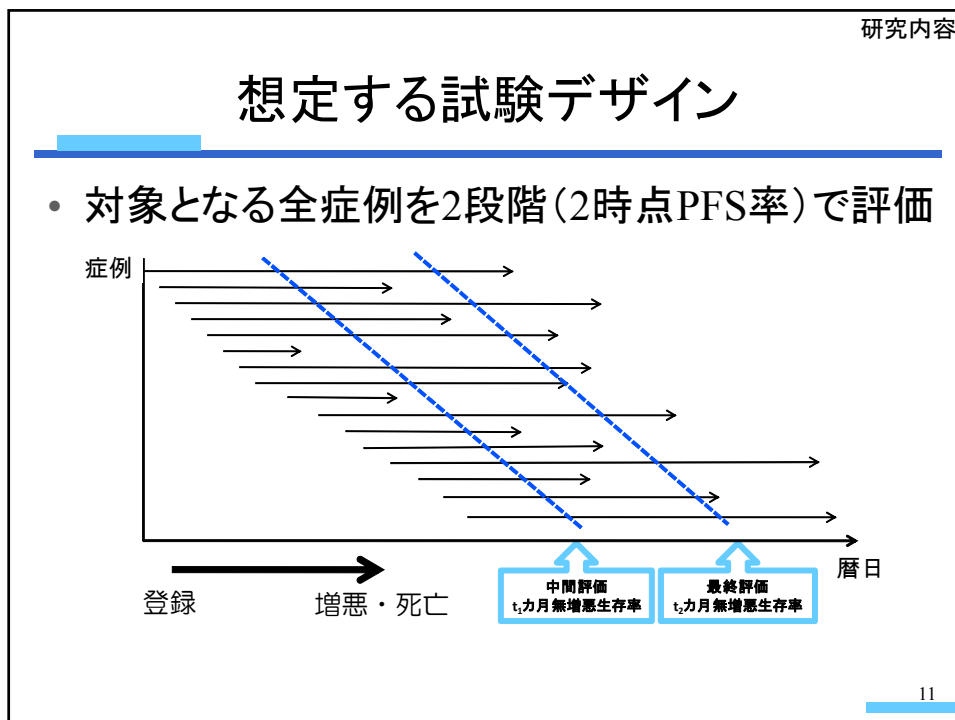 研究内容
想定する試験デザイン
• 対象となる全症例を2段階（2時点PFS率）で評価
症例
暦日
登録
増悪・死亡
中間評価
t₁カ月無増悪生存率
最終評価
t₂カ月無増悪生存率
11